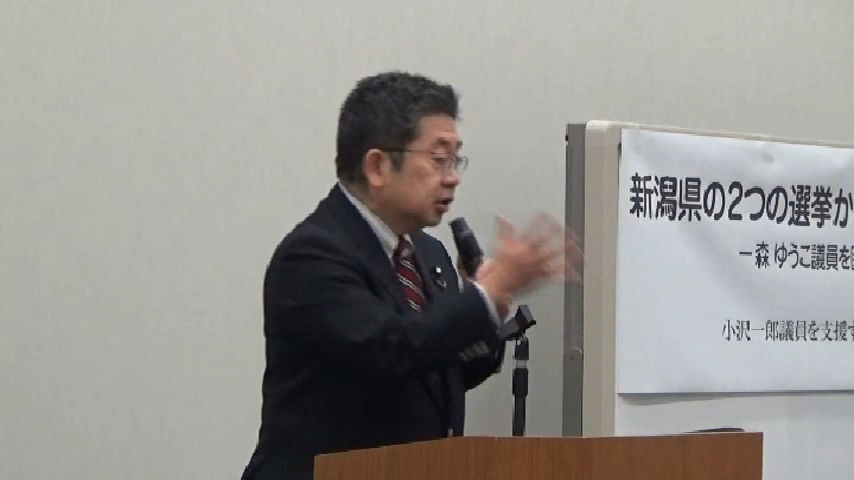 新潟県の2つの選挙か
－森 ゆうこ議員を
小沢一郎議員を支援す